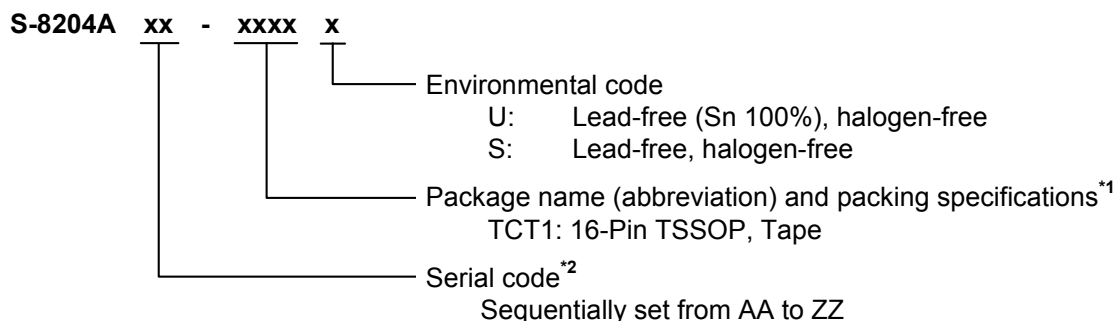 S-8204A xx - xxxx x
Environmental code
U: Lead-free (Sn 100%), halogen-free
S: Lead-free, halogen-free
Package name (abbreviation) and packing specifications*1
TCT1: 16-Pin TSSOP, Tape
Serial code*2
Sequentially set from AA to ZZ